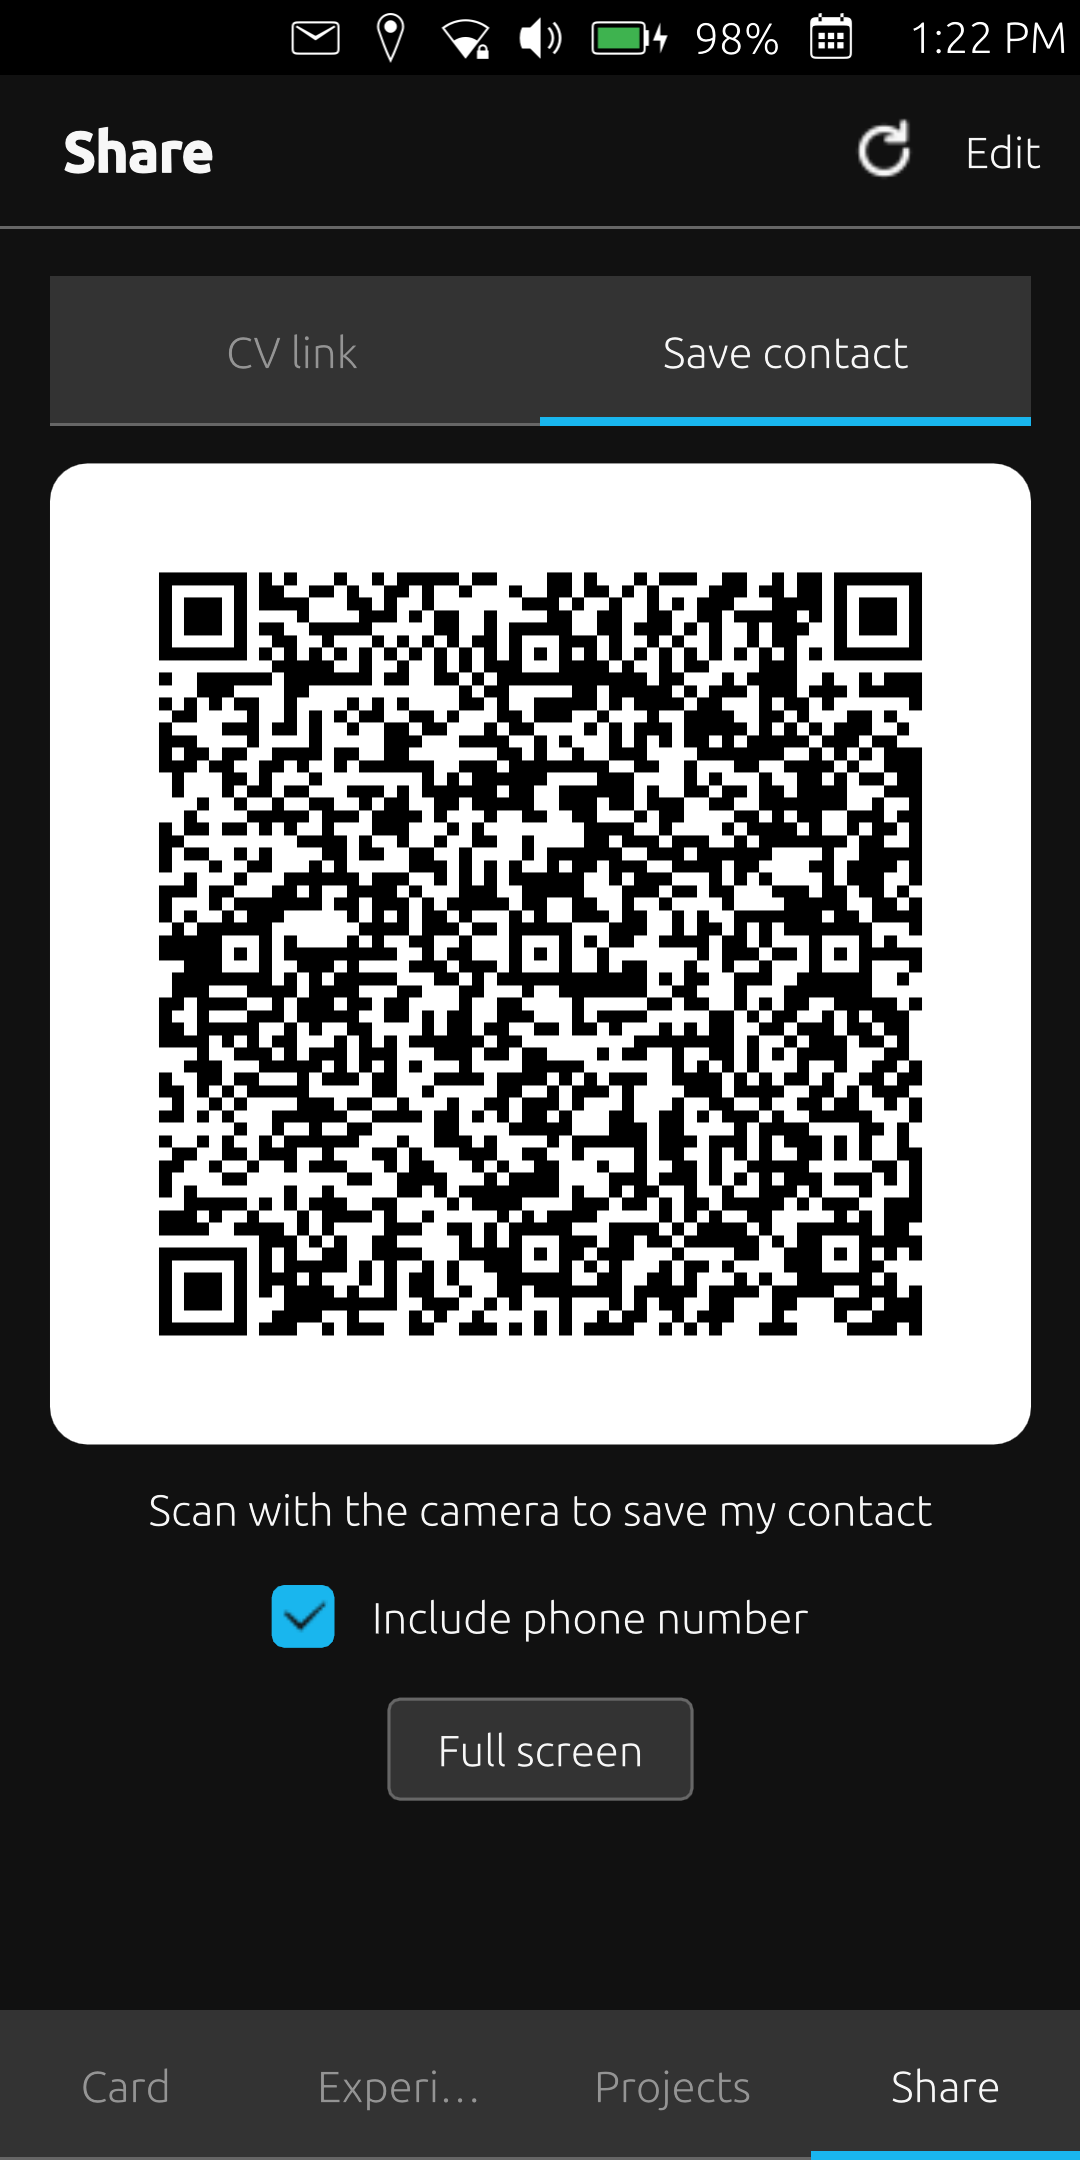 98% 1:22 PM
Share Edit
CV link Save contact
Scan with the camera to save my contact
Include phone number
Full screen
Card Experi... Projects Share